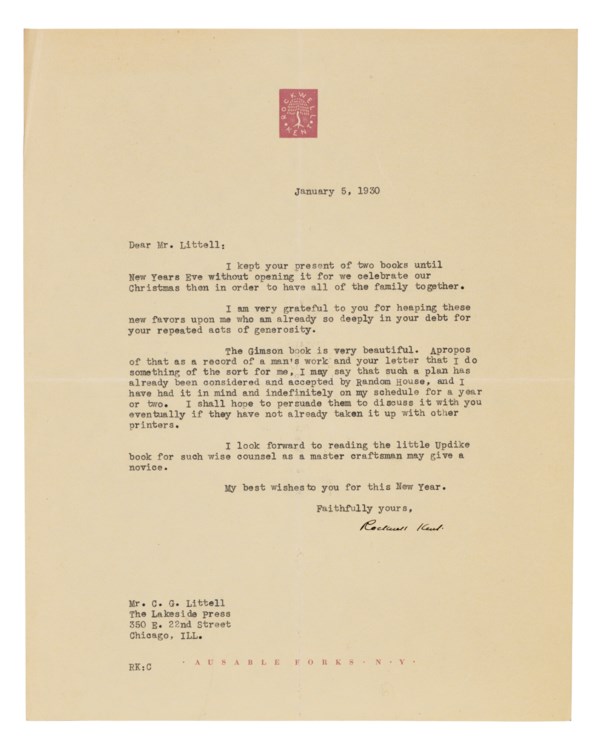 ROCKWELL KENT
January 5, 1930
Dear Mr. Littell:
I kept your present of two books until
New Years Eve without opening it for we celebrate our
Christmas then in order to have all of the family together.
I am very grateful to you for heaping these
new favors upon me who am already so deeply in your debt for
your repeated acts of generosity.
The Gimson book is very beautiful. Apropos
of that as a record of a man's work and your letter that I do
something of the sort for me, I may say that such a plan has
already been considered and accepted by Random House, and I
have had it in mind and indefinitely on my schedule for a year
or two. I shall hope to persuade them to discuss it with you
eventually if they have not already taken it up with other
printers.
I look forward to reading the little Updike
book for such wise counsel as a master craftsman may give a
novice.
My best wishes to you for this New Year.
Faithfully yours,
Rockwell Kent
Mr. C. G. Littell
The Lakeside Press
350 E. 22nd Street
Chicago, ILL.
RK:C
· AUSABLE FORKS · N · Y ·